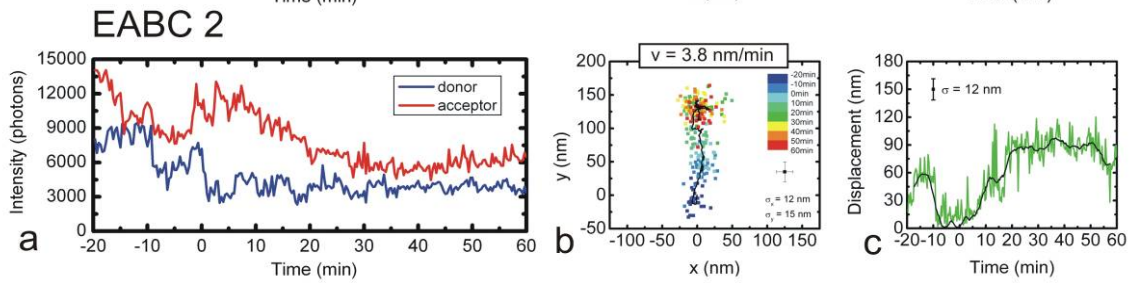 Time (min)
EABC 2
15000
12000
9000
6000
3000
0
Intensity (photons)
donor
acceptor
-20 -10 0 10 20 30 40 50 60
Time (min)
a
v = 3.8 nm/min
200
150
100
50
0
-50
y (nm)
-20min
-10min
0min
10min
20min
30min
40min
50min
60min
σx = 12 nm
σy = 15 nm
-100 -50 0 50 100 150
x (nm)
b
180
150
120
90
60
30
0
Displacement (nm)
σ = 12 nm
-20 -10 0 10 20 30 40 50 60
Time (min)
c